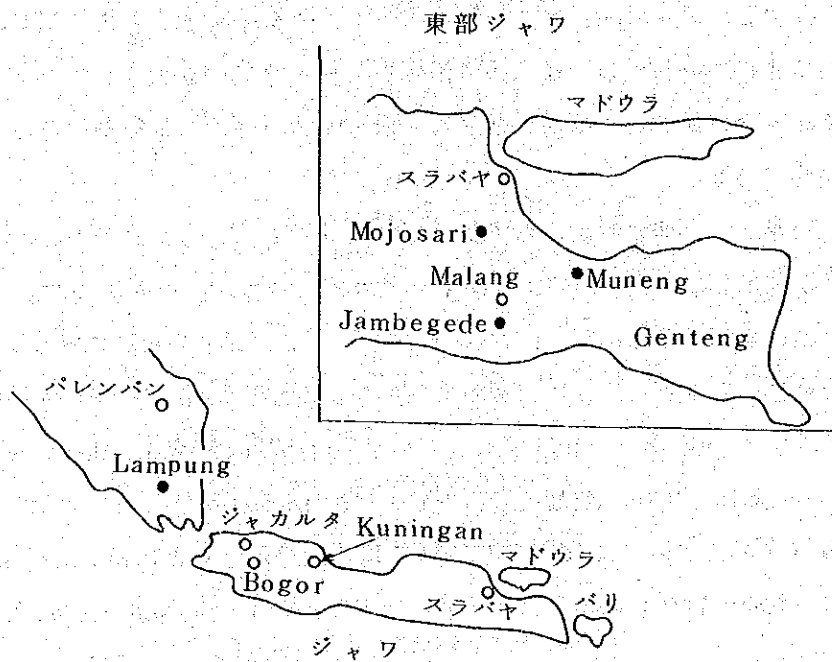 東部ジャワ
マドウラ
スラバヤ
Mojosari
Malang
Muneng
Jambegede
Genteng
パレンバン
Lampung
ジャカルタ
Kuningan
Bogor
マドウラ
スラバヤ
バリ
ジャワ